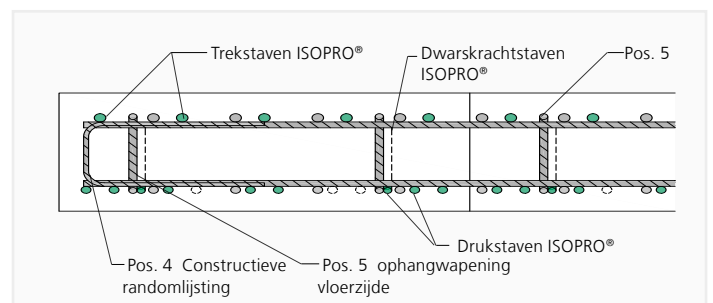 Trekstaven ISOPRO®
Dwarskrachtstaven
ISOPRO®
Pos. 5
Drukstaven ISOPRO®
Pos. 4 Constructieve
randomlijsting
Pos. 5 ophangwapening
vloerzijde